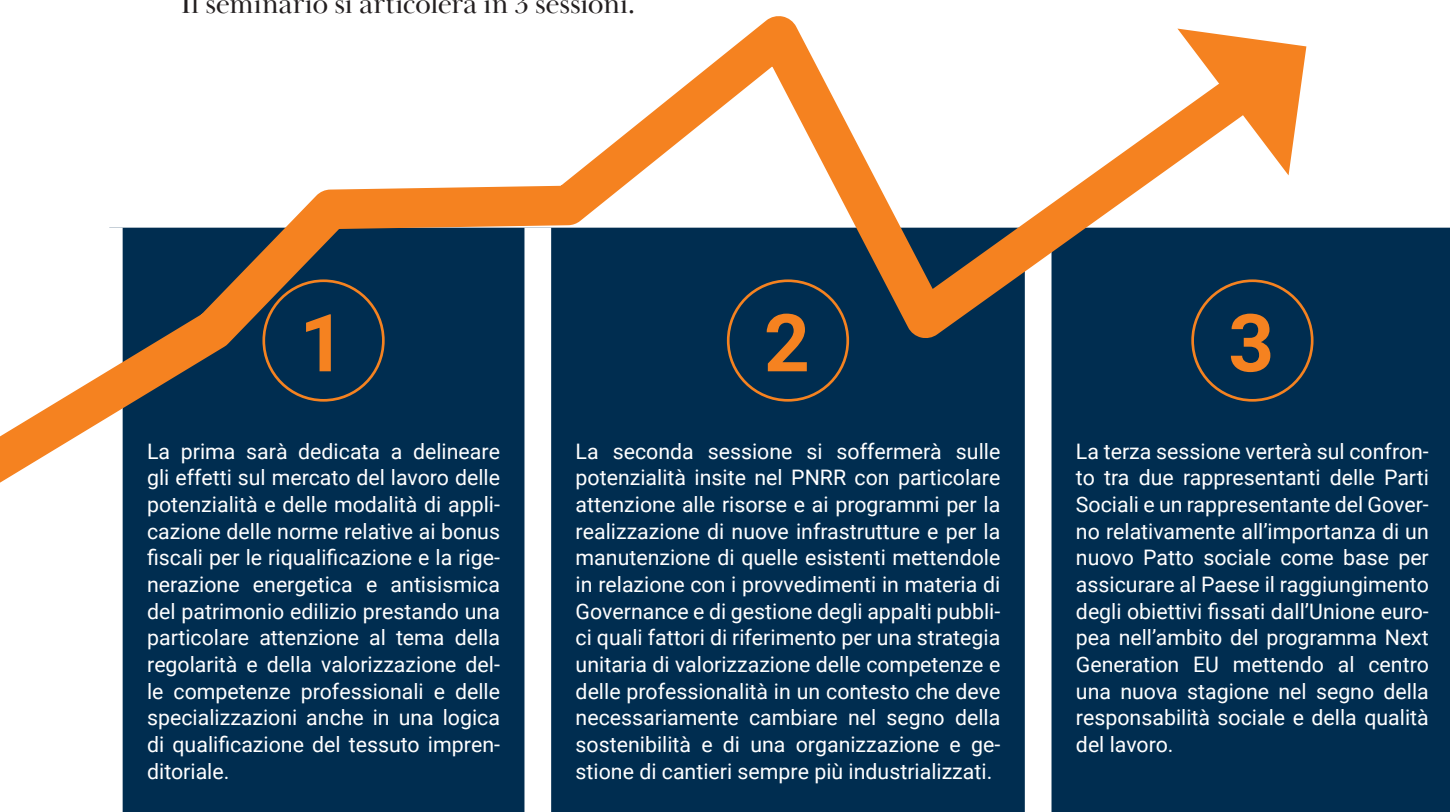 Il seminario si articolerà in 3 sessioni.
1
La prima sarà dedicata a delineare
gli effetti sul mercato del lavoro delle
potenzialità e delle modalità di appli-
cazione delle norme relative ai bonus
fiscali per le riqualificazione e la rige-
nerazione energetica e antisismica
del patrimonio edilizio prestando una
particolare attenzione al tema della
regolarità e della valorizzazione del-
le competenze professionali e delle
specializzazioni anche in una logica
di qualificazione del tessuto impren-
ditoriale.
2
La seconda sessione si soffermerà sulle
potenzialità insite nel PNRR con particolare
attenzione alle risorse e ai programmi per la
realizzazione di nuove infrastrutture e per la
manutenzione di quelle esistenti mettendole
in relazione con i provvedimenti in materia di
Governance e di gestione degli appalti pubbli-
ci quali fattori di riferimento per una strategia
unitaria di valorizzazione delle competenze e
delle professionalità in un contesto che deve
necessariamente cambiare nel segno della
sostenibilità e di una organizzazione e ge-
stione di cantieri sempre più industrializzati.
3
La terza sessione verterà sul confron-
to tra due rappresentanti delle Parti
Sociali e un rappresentante del Gover-
no relativamente all'importanza di un
nuovo Patto sociale come base per
assicurare al Paese il raggiungimento
degli obiettivi fissati dall'Unione euro-
pea nell'ambito del programma Next
Generation EU mettendo al centro
una nuova stagione nel segno della
responsabilità sociale e della qualità
del lavoro.